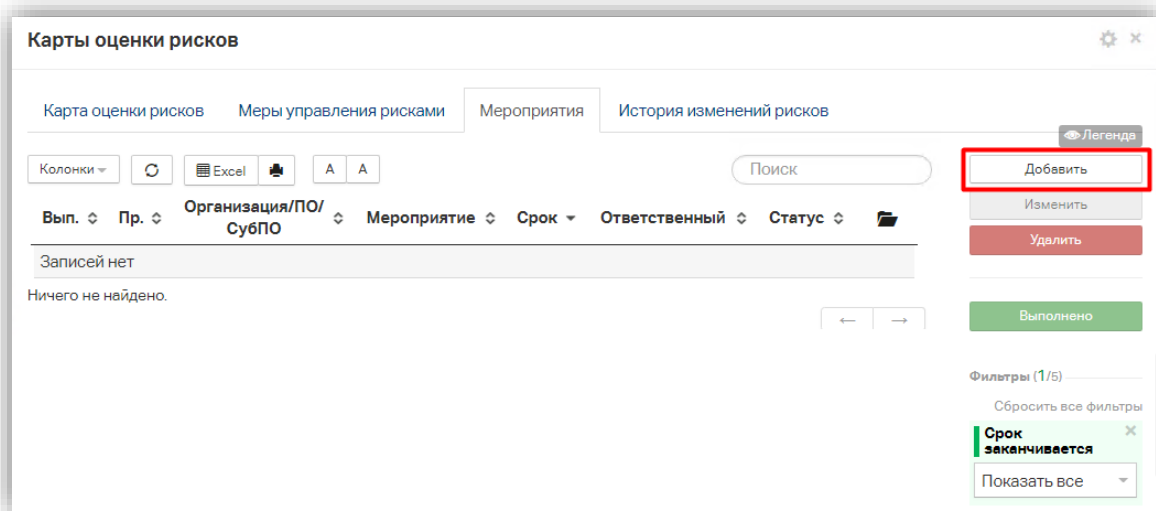 Карты оценки рисков
Карта оценки рисков Меры управления рисками Мероприятия История изменений рисков
Легенда
Колонки Excel A A Поиск Добавить
Изменить
Вып. Пр. Организация/ПО/СубПО Мероприятие Срок Ответственный Статус
Удалить
Записей нет
Ничего не найдено.
← →
Выполнено
Фильтры (1/5)
Сбросить все фильтры
Срок
заканчивается
Показать все